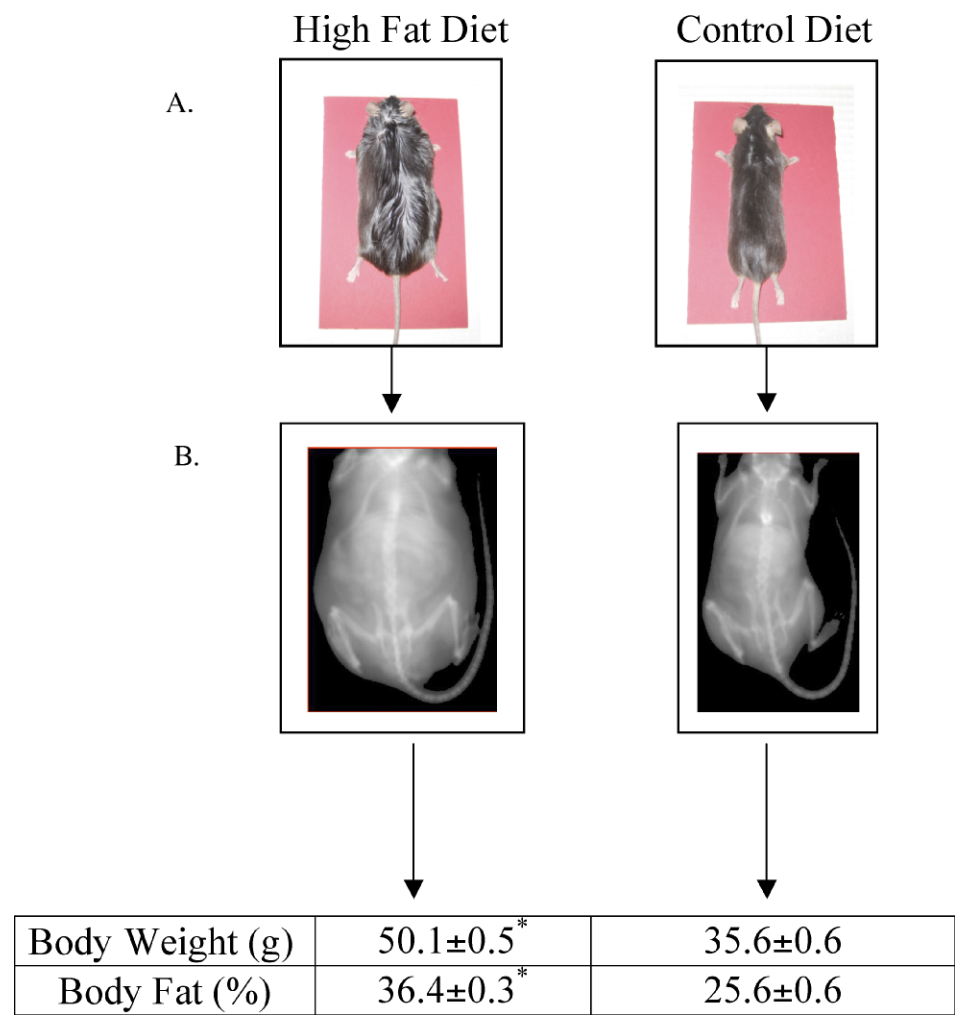 High Fat Diet Control Diet
A.
B.
Body Weight (g) 50.1±0.5* 35.6±0.6
Body Fat (%) 36.4±0.3* 25.6±0.6